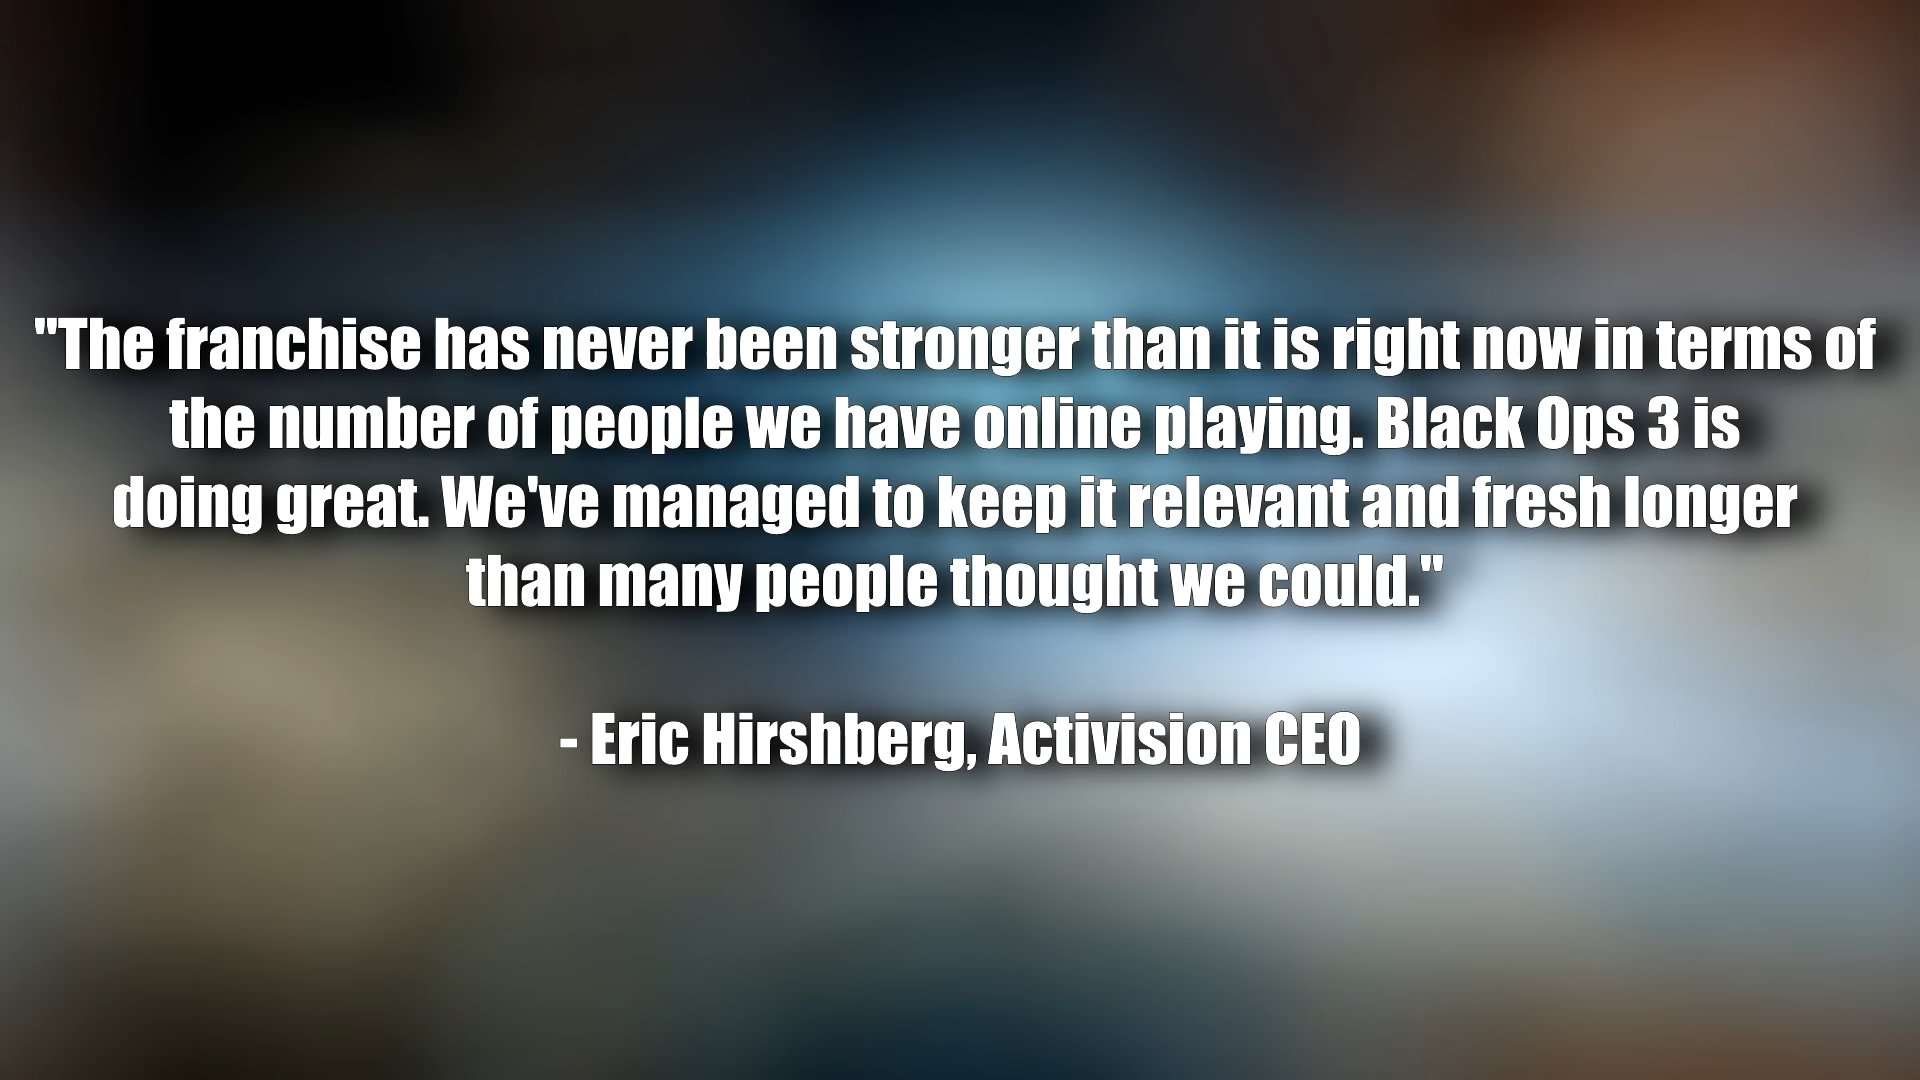 "The franchise has never been stronger than it is right now in terms of
the number of people we have online playing. Black Ops 3 is
doing great. We've managed to keep it relevant and fresh longer
than many people thought we could."
- Eric Hirshberg, Activision CEO